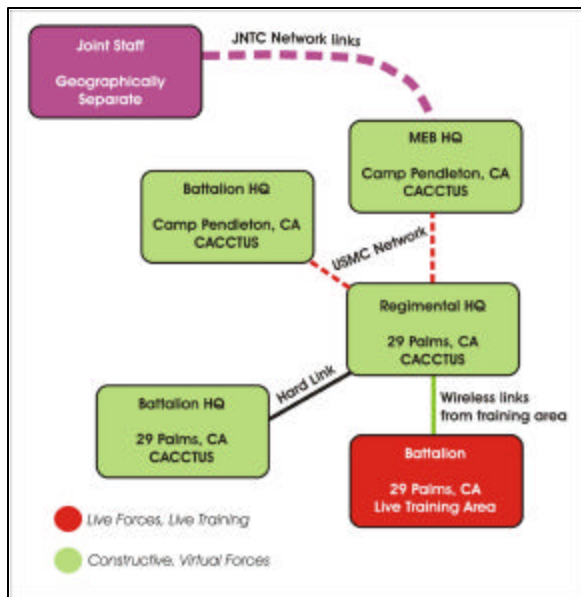 Joint Staff
Geographically
Separate
JNTC Network links
MEB HQ
Camp Pendleton, CA
CACCTUS
Battalion HQ
Camp Pendleton, CA
CACCTUS
USMC Network
Regimental HQ
29 Palms, CA
CACCTUS
Hard Link
Wireless links
from training area
Battalion HQ
29 Palms, CA
CACCTUS
Battalion
29 Palms, CA
Live Training Area
Live Forces, Live Training
Constructive, Virtual Forces